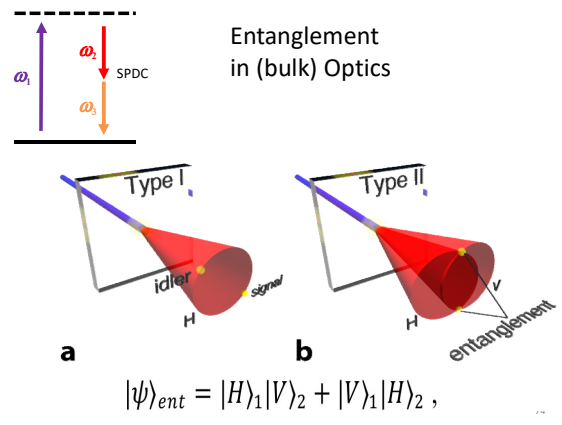 Entanglement
in (bulk) Optics
ω₁
ω₂
SPDC
ω₃
Type I
idler
signal
H
a
Type II
V
H
entanglement
b
|ψ⟩ₑₙₜ = |H⟩₁|V⟩₂ + |V⟩₁|H⟩₂ ,